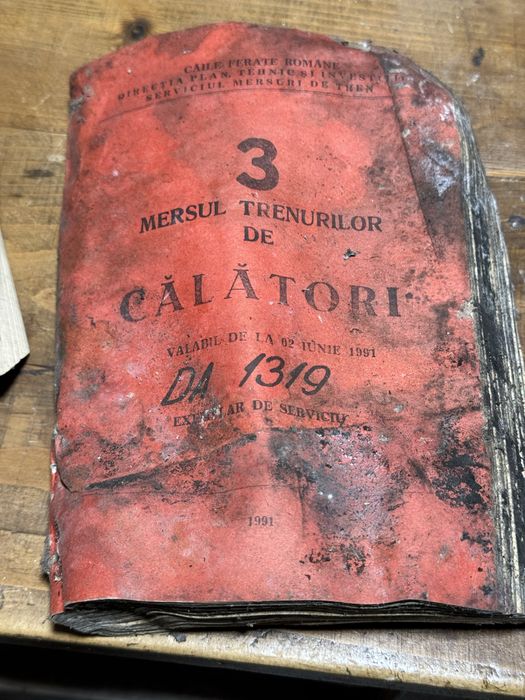 CĂILE FERATE ROMÂNE
DIRECȚIA PLAN, TEHNIC ȘI INVESTIȚII
SERVICIUL MERSURI DE TREN
3
MERSUL TRENURILOR
DE
CĂLĂTORI
VALABIL DE LA 02 IUNIE 1991
DA 1319
EXEMPLAR DE SERVICIU
1991